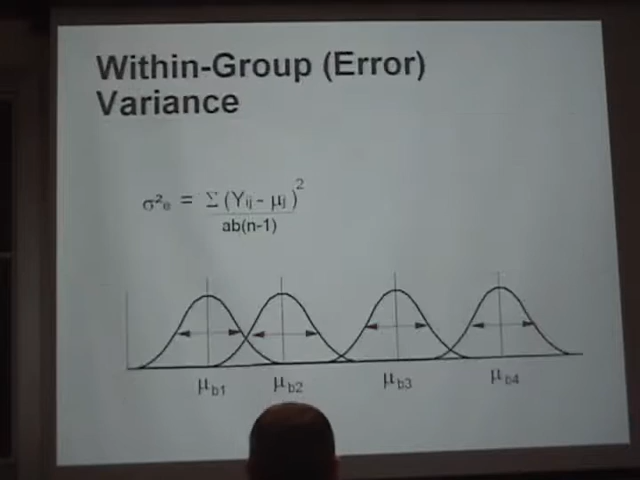 Within-Group (Error)
Variance
σ²e = Σ (Yij - μj)²
ab(n-1)
μb1 μb2 μb3 μb4